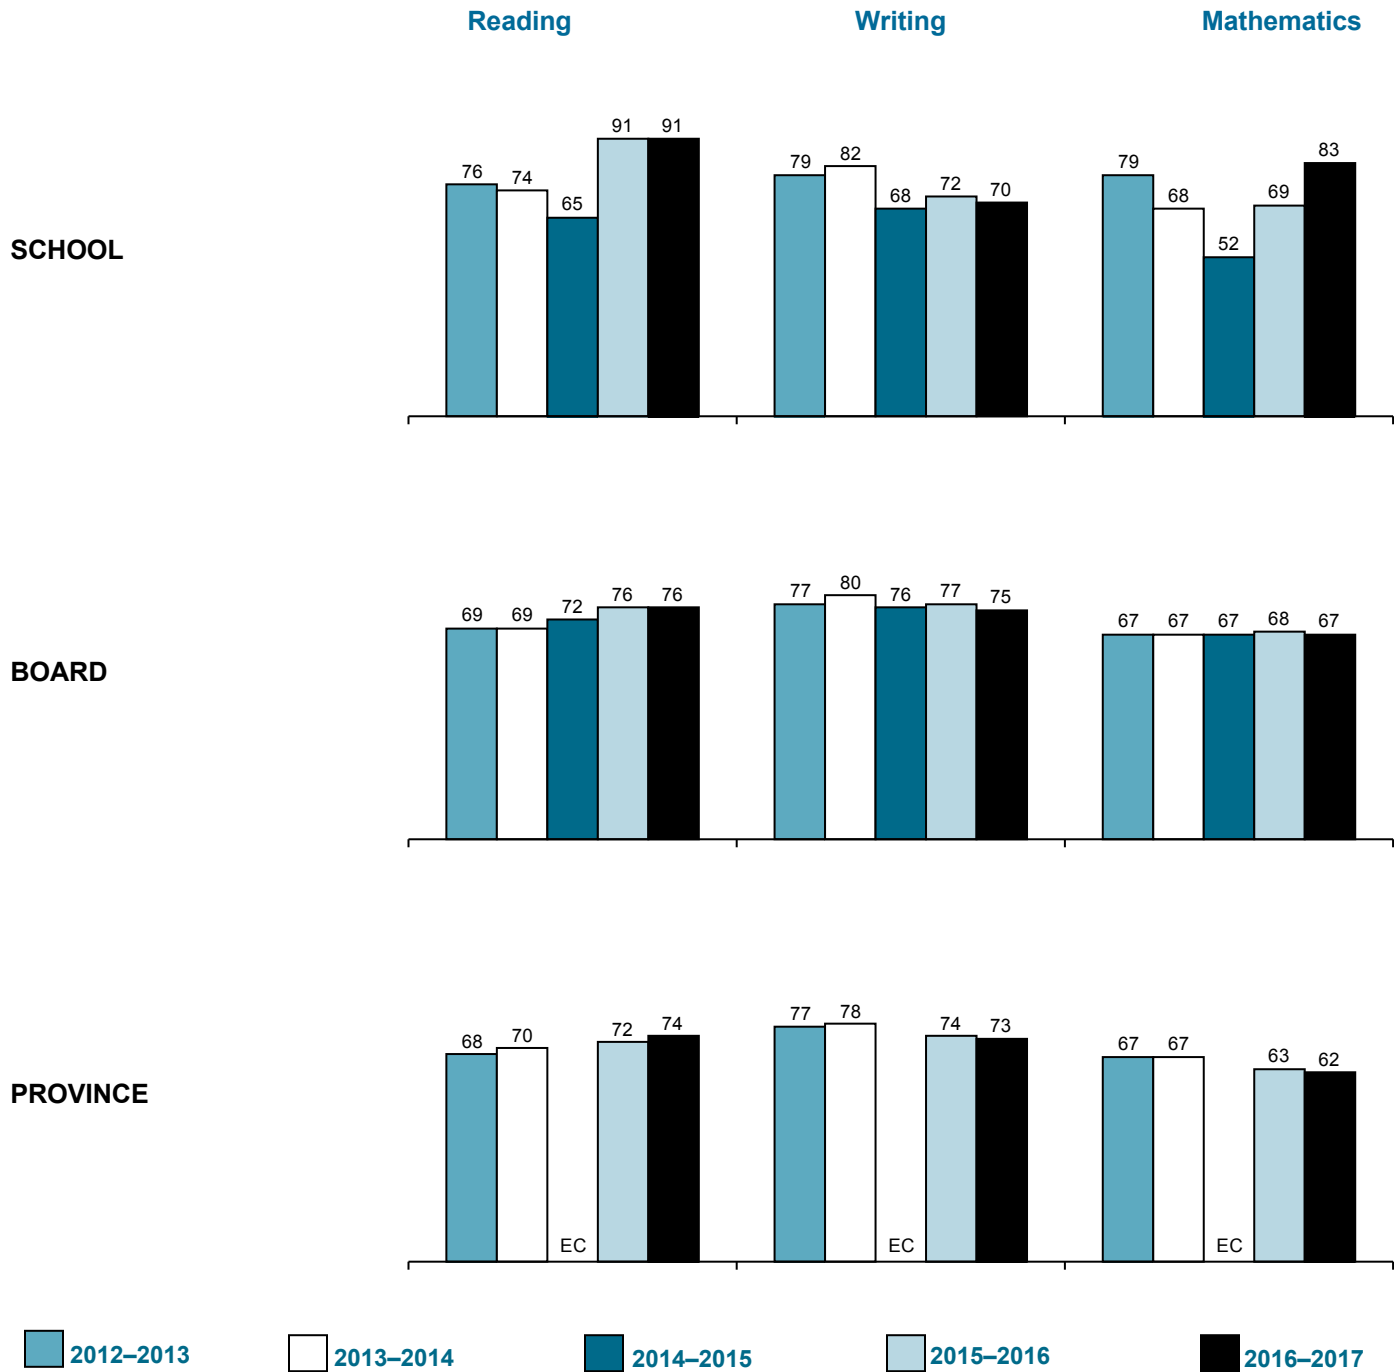 Reading Writing Mathematics
SCHOOL
76 74 65 91 91 79 82 68 72 70 79 68 52 69 83
BOARD
69 69 72 76 76 77 80 76 77 75 67 67 67 68 67
PROVINCE
68 70 EC 72 74 77 78 EC 74 73 67 67 EC 63 62
2012–2013 2013–2014 2014–2015 2015–2016 2016–2017